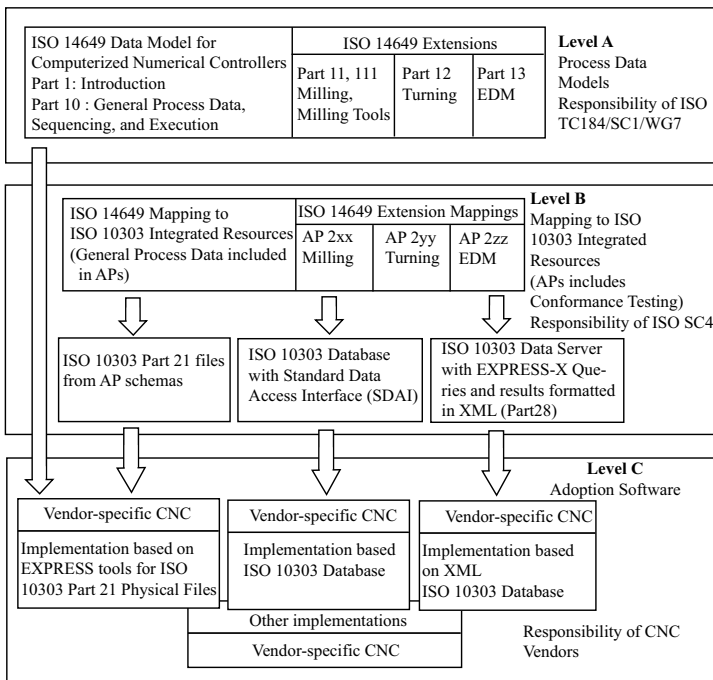 ISO 14649 Data Model for
Computerized Numerical Controllers
Part 1: Introduction
Part 10 : General Process Data,
Sequencing, and Execution
ISO 14649 Extensions
Part 11, 111
Milling,
Milling Tools
Part 12
Turning
Part 13
EDM
Level A
Process Data
Models
Responsibility of ISO
TC184/SC1/WG7
ISO 14649 Mapping to
ISO 10303 Integrated Resources
(General Process Data included
in APs)
ISO 14649 Extension Mappings
AP 2xx
Milling
AP 2yy
Turning
AP 2zz
EDM
Level B
Mapping to ISO
10303 Integrated
Resources
(APs includes
Conformance Testing)
Responsibility of ISO SC4
ISO 10303 Part 21 files
from AP schemas
ISO 10303 Database
with Standard Data
Access Interface (SDAI)
ISO 10303 Data Server
with EXPRESS-X Que-
ries and results formatted
in XML (Part28)
Level C
Adoption Software
Vendor-specific CNC
Implementation based on
EXPRESS tools for ISO
10303 Part 21 Physical Files
Vendor-specific CNC
Implementation based
ISO 10303 Database
Vendor-specific CNC
Implementation based
on XML
ISO 10303 Database
Other implementations
Vendor-specific CNC
Responsibility of CNC
Vendors